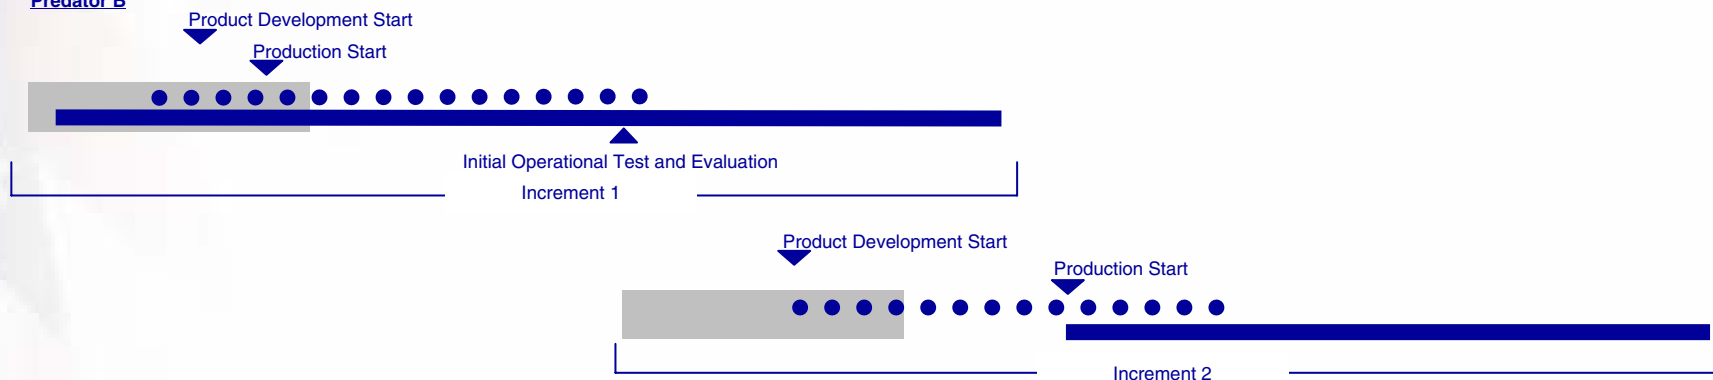 Predator B
Product Development Start
Production Start
Initial Operational Test and Evaluation
Increment 1
Product Development Start
Production Start
Increment 2